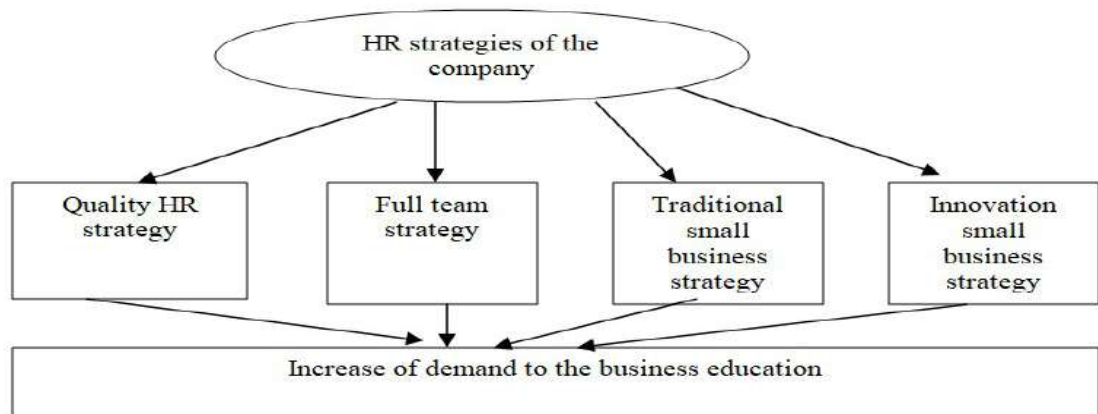 HR strategies of the
company
Quality HR
strategy
Full team
strategy
Traditional
small
business
strategy
Innovation
small
business
strategy
Increase of demand to the business education